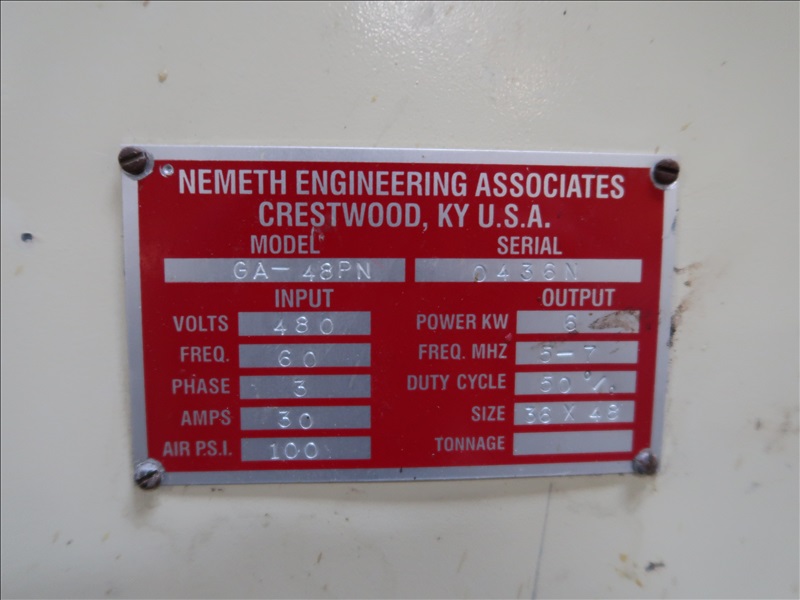 NEMETH ENGINEERING ASSOCIATES
CRESTWOOD, KY U.S.A.
MODEL SERIAL
GA-48PN 0436N
INPUT OUTPUT
VOLTS 480 POWER KW 6
FREQ. 60 FREQ. MHZ 5-7
PHASE 3 DUTY CYCLE 50%
AMPS 30 SIZE 36 X 48
AIR P.S.I. 100 TONNAGE